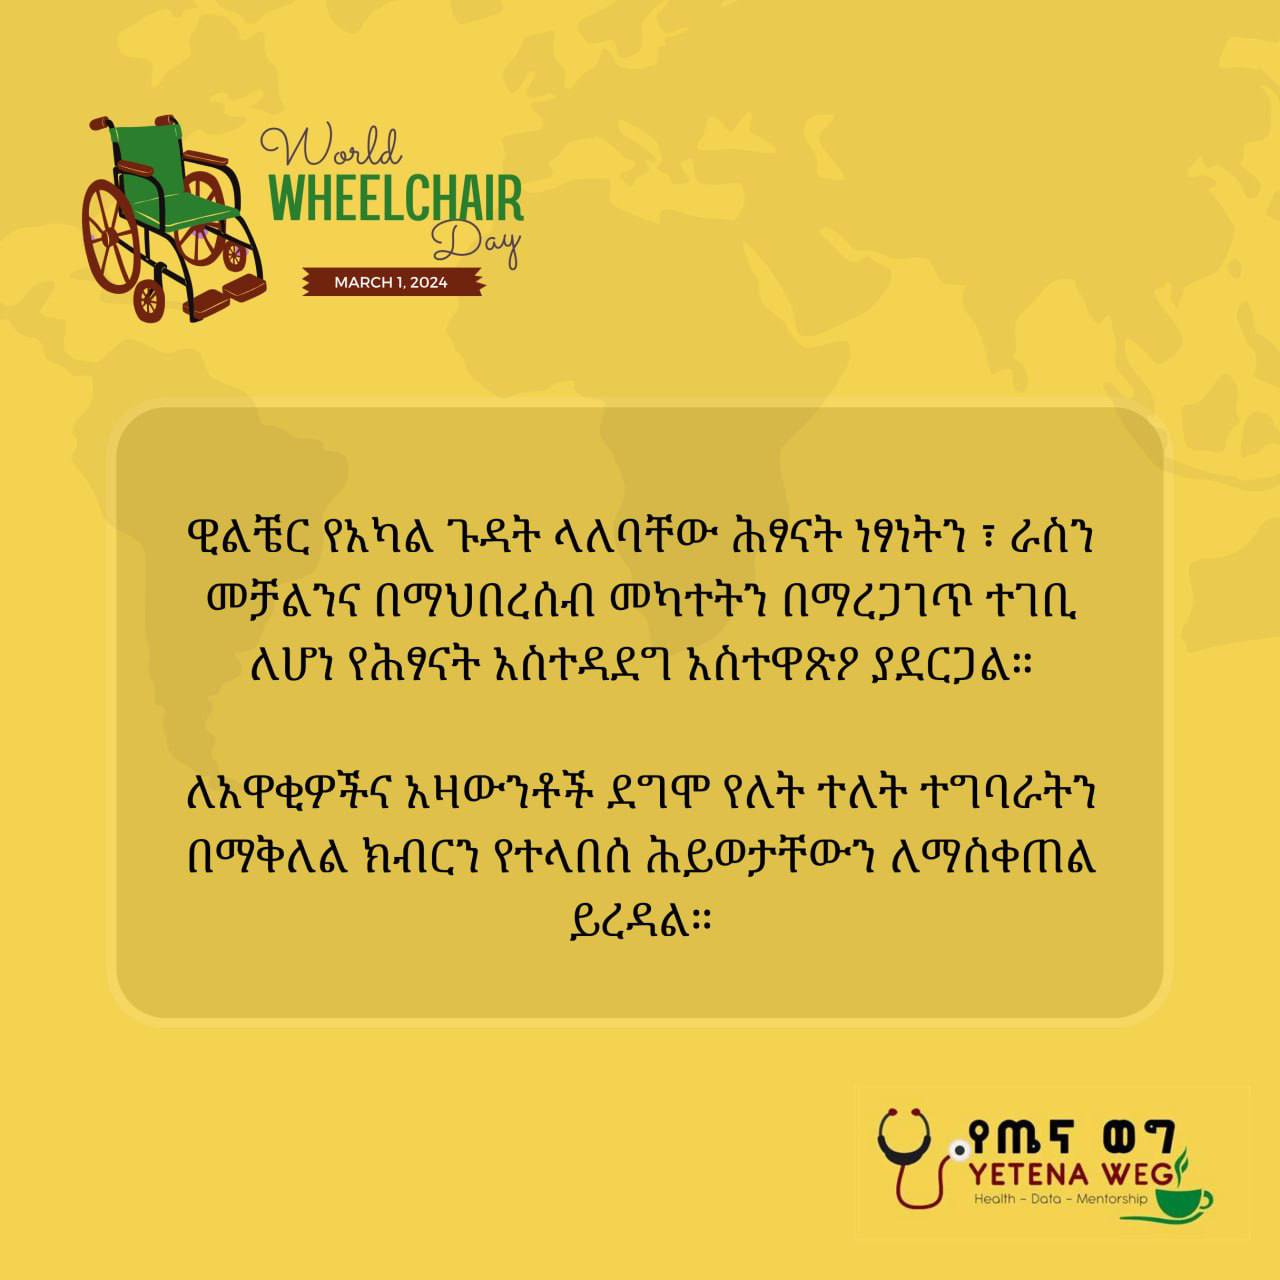 World
WHEELCHAIR
Day
MARCH 1, 2024
ዊልቼር የአካል ጉዳት ላለባቸው ሕፃናት ነፃነትን ፣ ራስን
መቻልንና በማህበረሰብ መካተትን በማረጋገጥ ተገቢ
ለሆነ የሕፃናት አስተዳደግ አስተዋጽዖ ያደርጋል።
ለአዋቂዎችና አዛውንቶች ደግሞ የለት ተለት ተግባራትን
በማቅለል ክብርን የተላበሰ ሕይወታቸውን ለማስቀጠል
ይረዳል።
የጤና ወግ
YETENA WEG
Health - Data - Mentorship